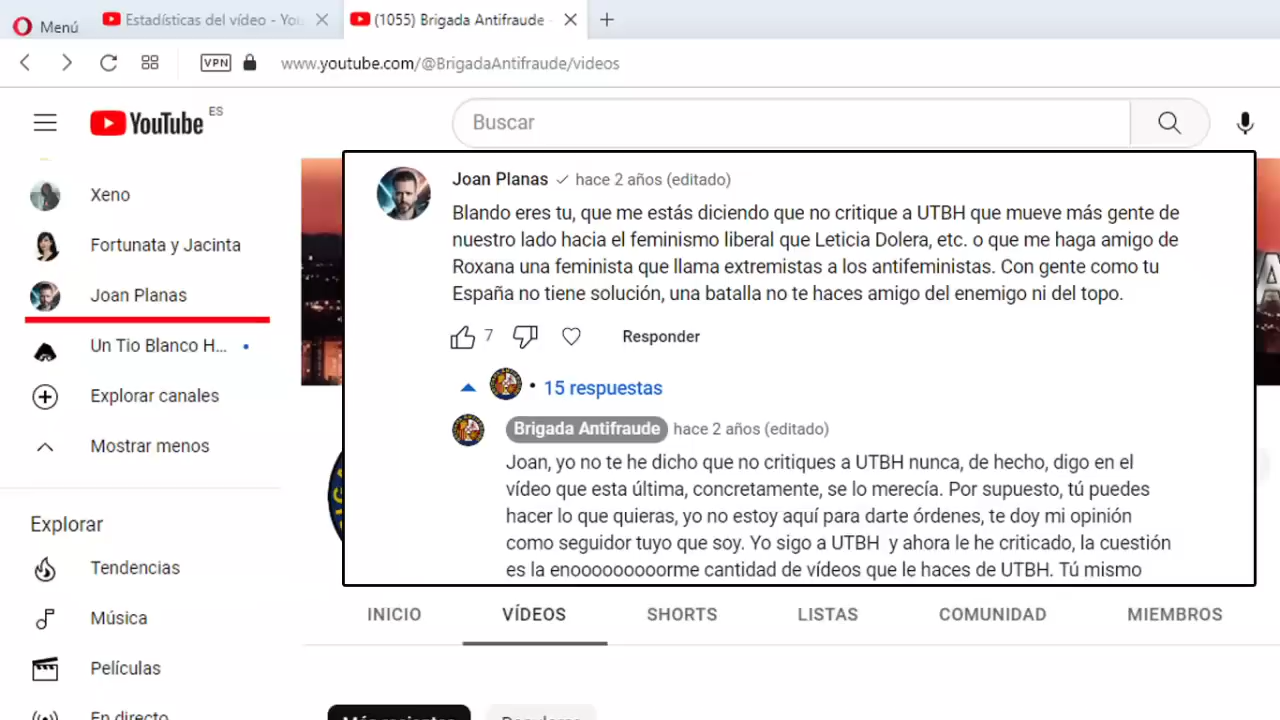 Menú
Estadísticas del vídeo - You
(1055) Brigada Antifraude -
VPN
www.youtube.com/@BrigadaAntifraude/videos
YouTube ES
Buscar
Xeno
Fortunata y Jacinta
Joan Planas
Un Tio Blanco H...
Explorar canales
Mostrar menos
Explorar
Tendencias
Música
Películas
En directo
Joan Planas hace 2 años (editado)
Blando eres tu, que me estás diciendo que no critique a UTBH que mueve más gente de
nuestro lado hacia el feminismo liberal que Leticia Dolera, etc. o que me haga amigo de
Roxana una feminista que llama extremistas a los antifeministas. Con gente como tu
España no tiene solución, una batalla no te haces amigo del enemigo ni del topo.
7
Responder
15 respuestas
Brigada Antifraude hace 2 años (editado)
Joan, yo no te he dicho que no critiques a UTBH nunca, de hecho, digo en el
vídeo que esta última, concretamente, se lo merecía. Por supuesto, tú puedes
hacer lo que quieras, yo no estoy aquí para darte órdenes, te doy mi opinión
como seguidor tuyo que soy. Yo sigo a UTBH y ahora le he criticado, la cuestión
es la enooooooooorme cantidad de vídeos que le haces de UTBH. Tú mismo
INICIO
VÍDEOS
SHORTS
LISTAS
COMUNIDAD
MIEMBROS
Más recientes
Populares